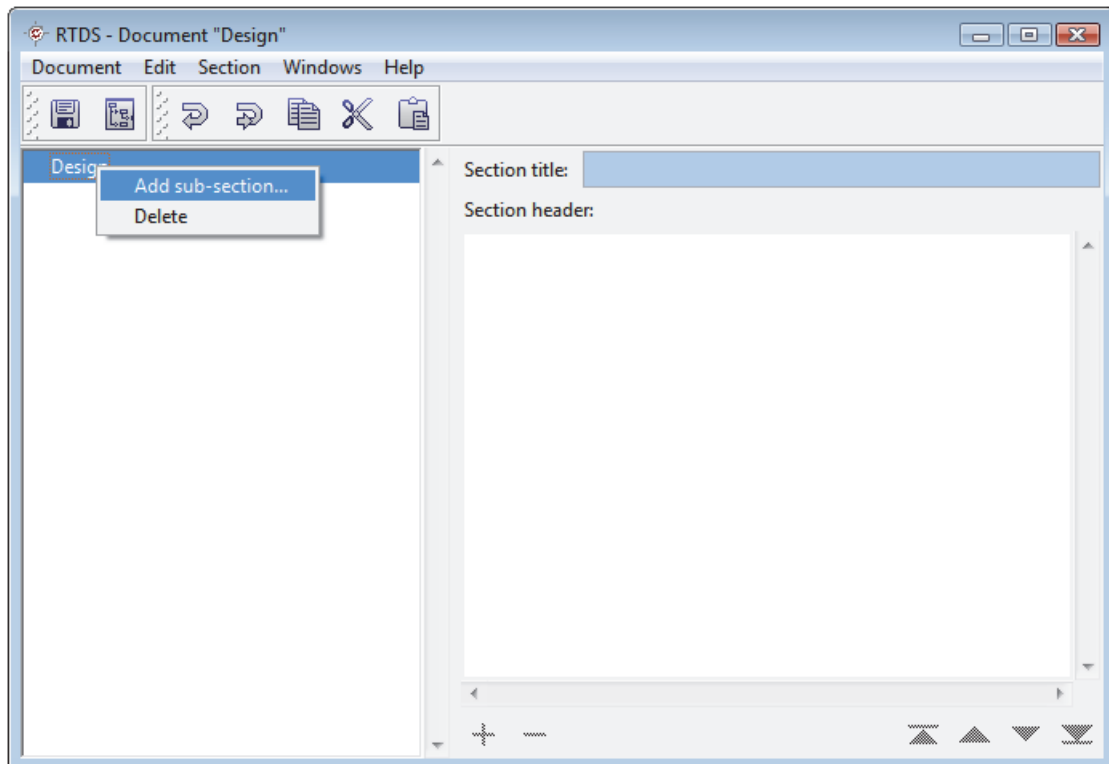 RTDS - Document "Design"
Document Edit Section Windows Help
Design
Add sub-section...
Delete
Section title:
Section header: